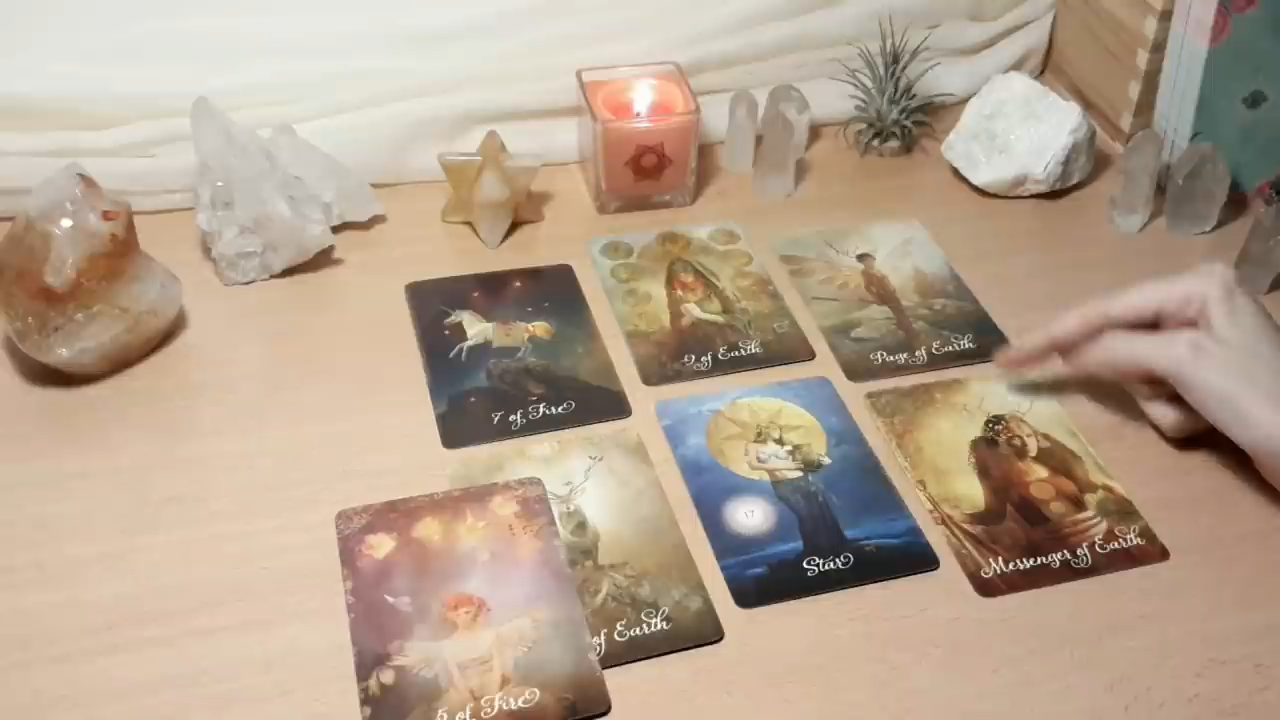 7 of Fire
9 of Earth
Page of Earth
17
Star
Messenger of Earth
of Earth
5 of Fire